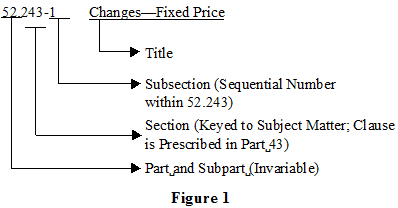 52.243-1 Changes—Fixed Price
Title
Subsection (Sequential Number
within 52.243)
Section (Keyed to Subject Matter; Clause
is Prescribed in Part 43)
Part and Subpart (Invariable)
Figure 1